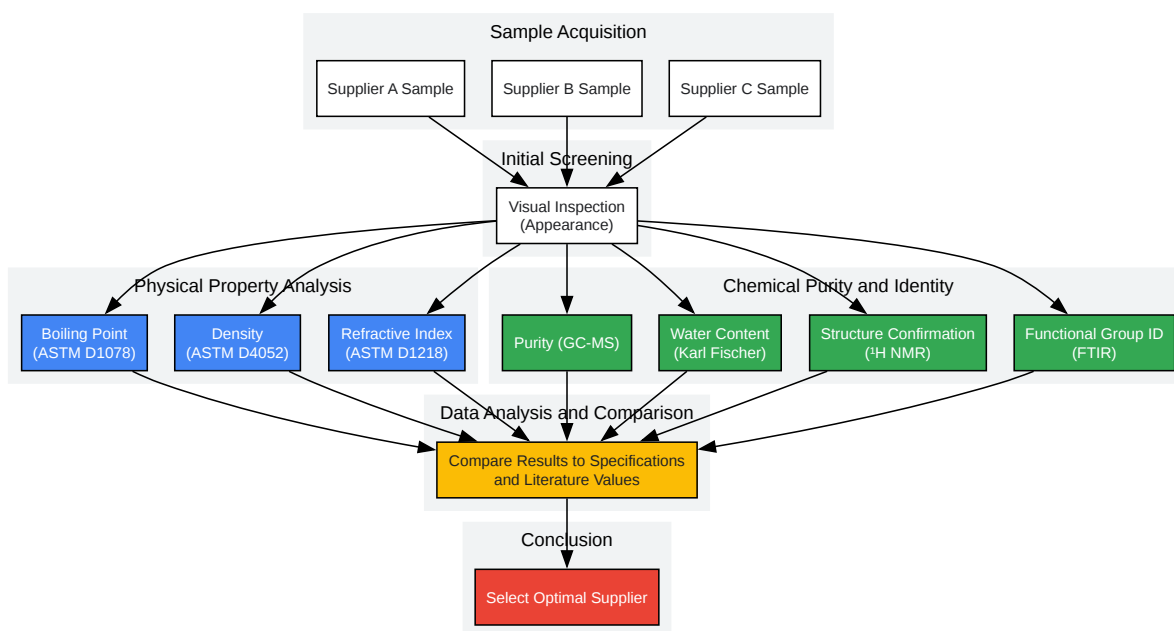 Sample Acquisition
Supplier A Sample
Supplier B Sample
Supplier C Sample
Initial Screening
Visual Inspection
(Appearance)
Physical Property Analysis
Chemical Purity and Identity
Boiling Point
(ASTM D1078)
Density
(ASTM D4052)
Refractive Index
(ASTM D1218)
Purity (GC-MS)
Water Content
(Karl Fischer)
Structure Confirmation
(¹H NMR)
Functional Group ID
(FTIR)
Data Analysis and Comparison
Compare Results to Specifications
and Literature Values
Conclusion
Select Optimal Supplier